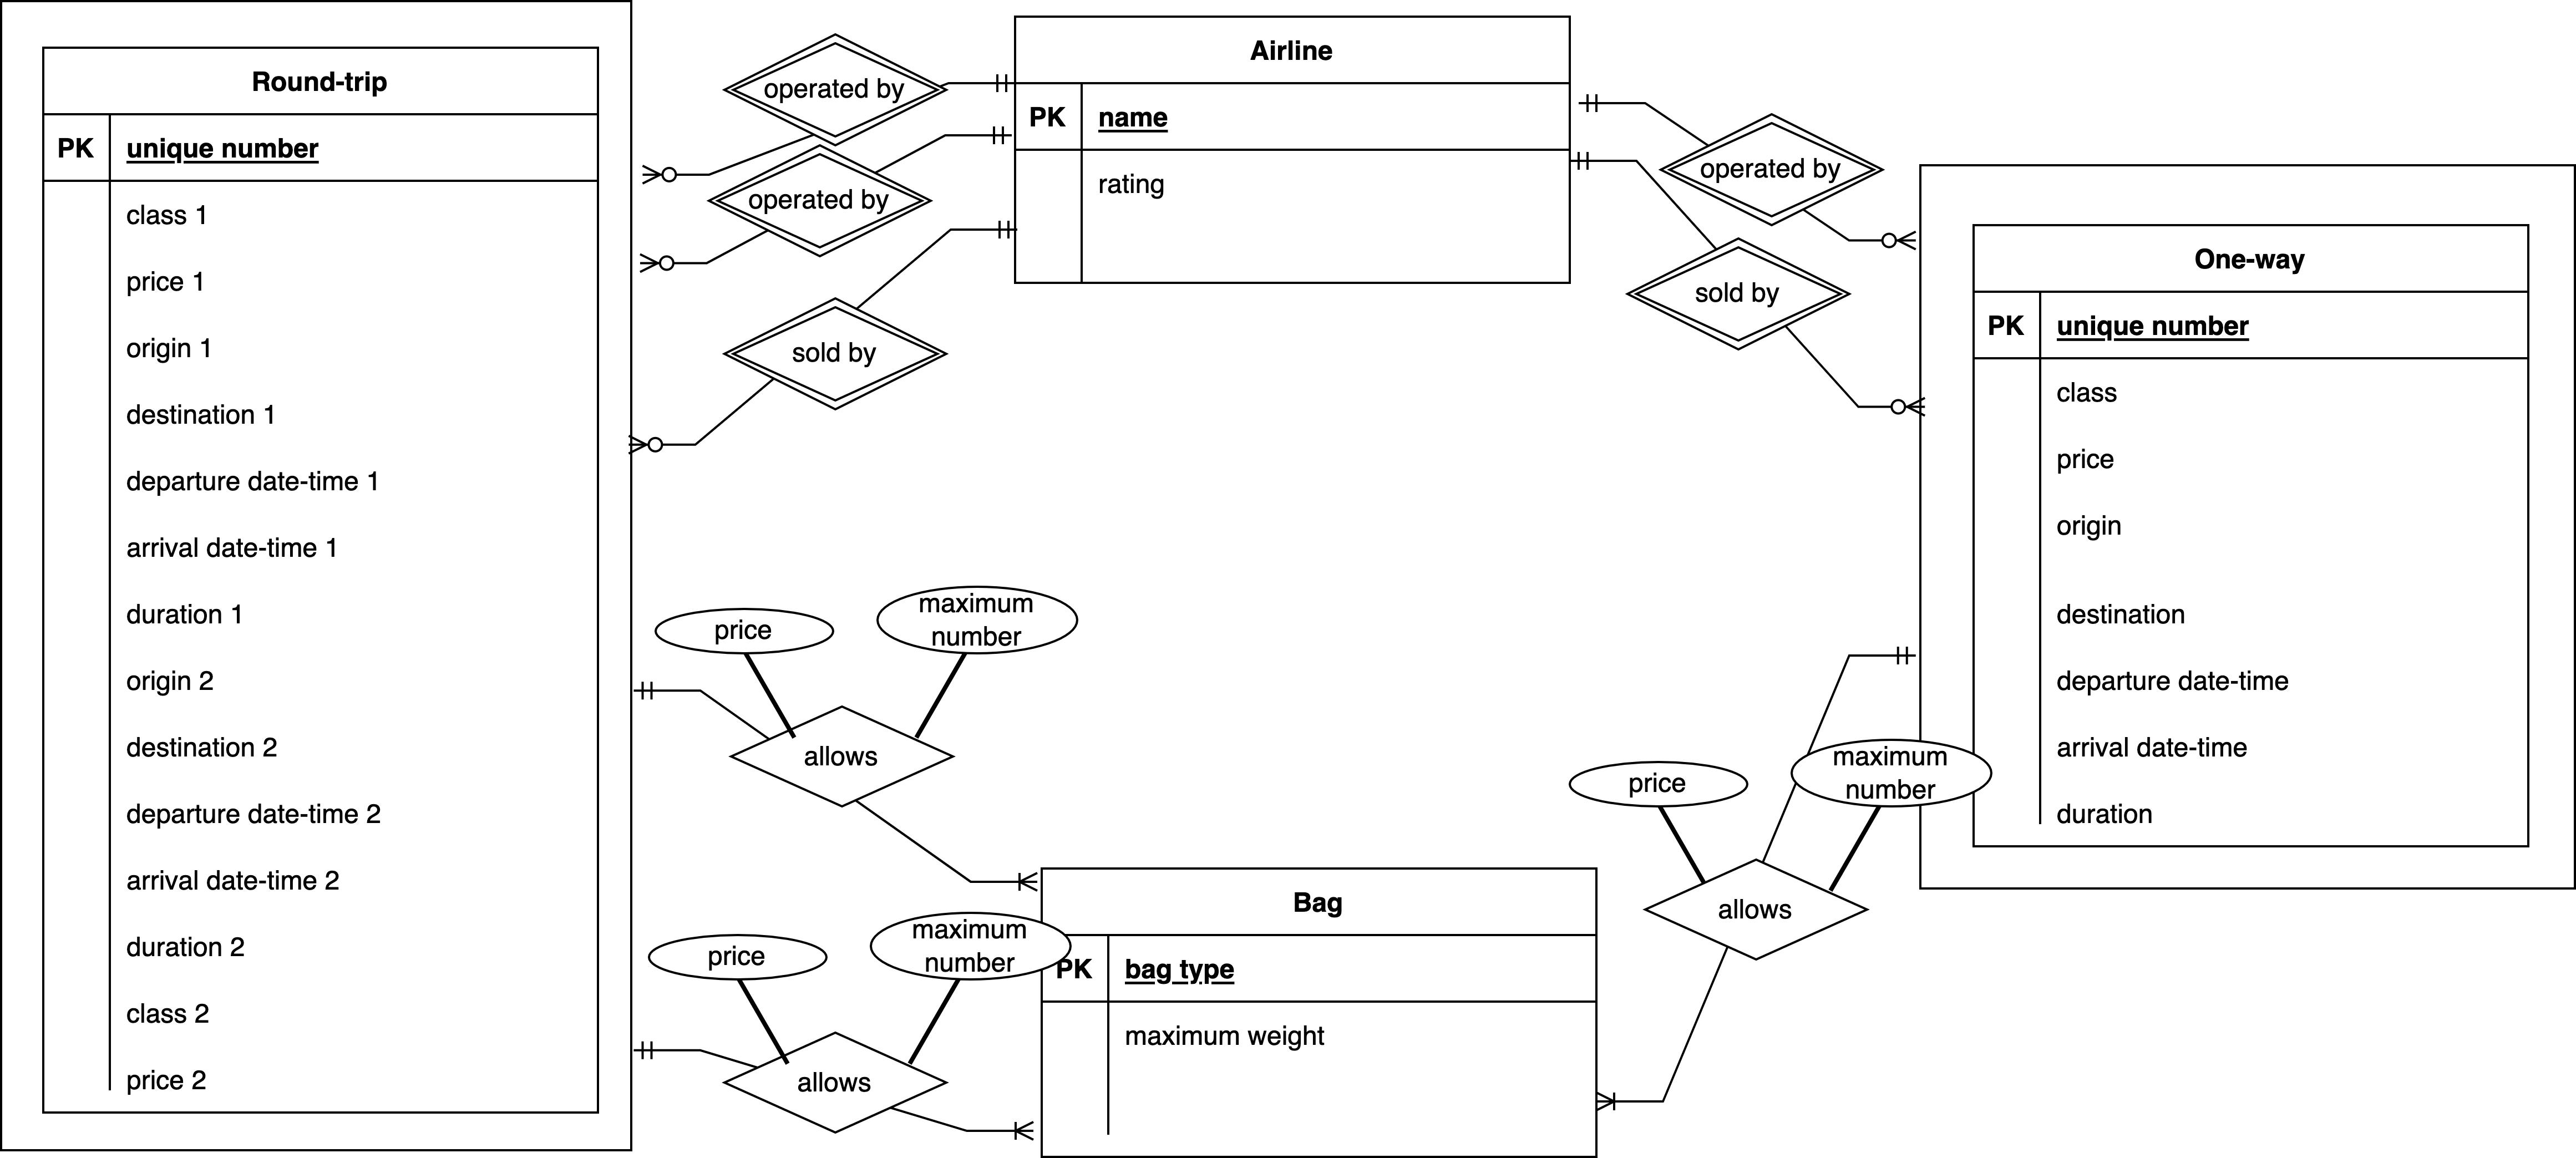 Round-trip
PK
unique number
class 1
price 1
origin 1
destination 1
departure date-time 1
arrival date-time 1
duration 1
origin 2
destination 2
departure date-time 2
arrival date-time 2
duration 2
class 2
price 2
operated by
operated by
sold by
Airline
PK
name
rating
operated by
sold by
One-way
PK
unique number
class
price
origin
destination
departure date-time
arrival date-time
duration
price
maximum
number
allows
price
maximum
number
allows
Bag
PK
bag type
maximum weight
price
maximum
number
allows